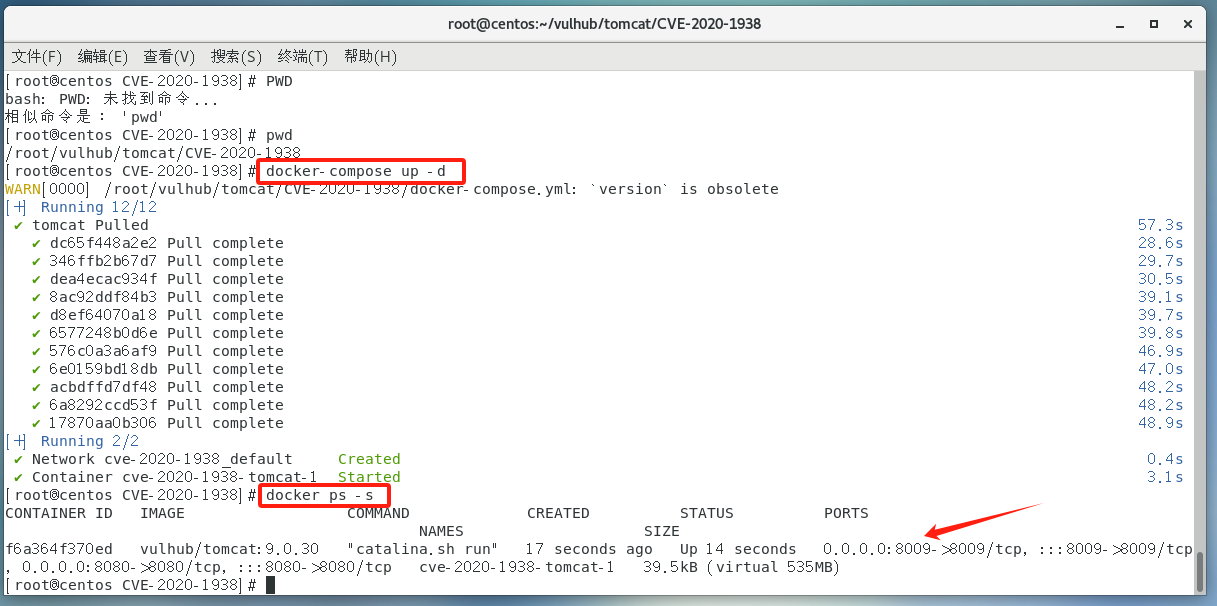 root@centos:~/vulhub/tomcat/CVE-2020-1938
文件(F) 编辑(E) 查看(V) 搜索(S) 终端(T) 帮助(H)
[root@centos CVE-2020-1938]# PWD
bash: PWD: 未找到命令...
相似命令是: 'pwd'
[root@centos CVE-2020-1938]# pwd
/root/vulhub/tomcat/CVE-2020-1938
[root@centos CVE-2020-1938]# docker-compose up -d
WARN[0000] /root/vulhub/tomcat/CVE-2020-1938/docker-compose.yml: `version` is obsolete
[+] Running 12/12
✔ tomcat Pulled 57.3s
✔ dc65f448a2e2 Pull complete 28.6s
✔ 346ffb2b67d7 Pull complete 29.7s
✔ dea4ecac934f Pull complete 30.5s
✔ 8ac92ddf84b3 Pull complete 39.1s
✔ d8ef64070a18 Pull complete 39.7s
✔ 6577248b0d6e Pull complete 39.8s
✔ 576c0a3a6af9 Pull complete 46.9s
✔ 6e0159bd18db Pull complete 47.0s
✔ acbdffd7df48 Pull complete 48.2s
✔ 6a8292ccd53f Pull complete 48.2s
✔ 17870aa0b306 Pull complete 48.9s
[+] Running 2/2
✔ Network cve-2020-1938_default Created 0.4s
✔ Container cve-2020-1938-tomcat-1 Started 3.1s
[root@centos CVE-2020-1938]# docker ps -s
CONTAINER ID IMAGE COMMAND CREATED STATUS PORTS
NAMES SIZE
f6a364f370ed vulhub/tomcat:9.0.30 "catalina.sh run" 17 seconds ago Up 14 seconds 0.0.0.0:8009->8009/tcp, :::8009->8009/tcp
, 0.0.0.0:8080->8080/tcp, :::8080->8080/tcp cve-2020-1938-tomcat-1 39.5kB (virtual 535MB)
[root@centos CVE-2020-1938]#